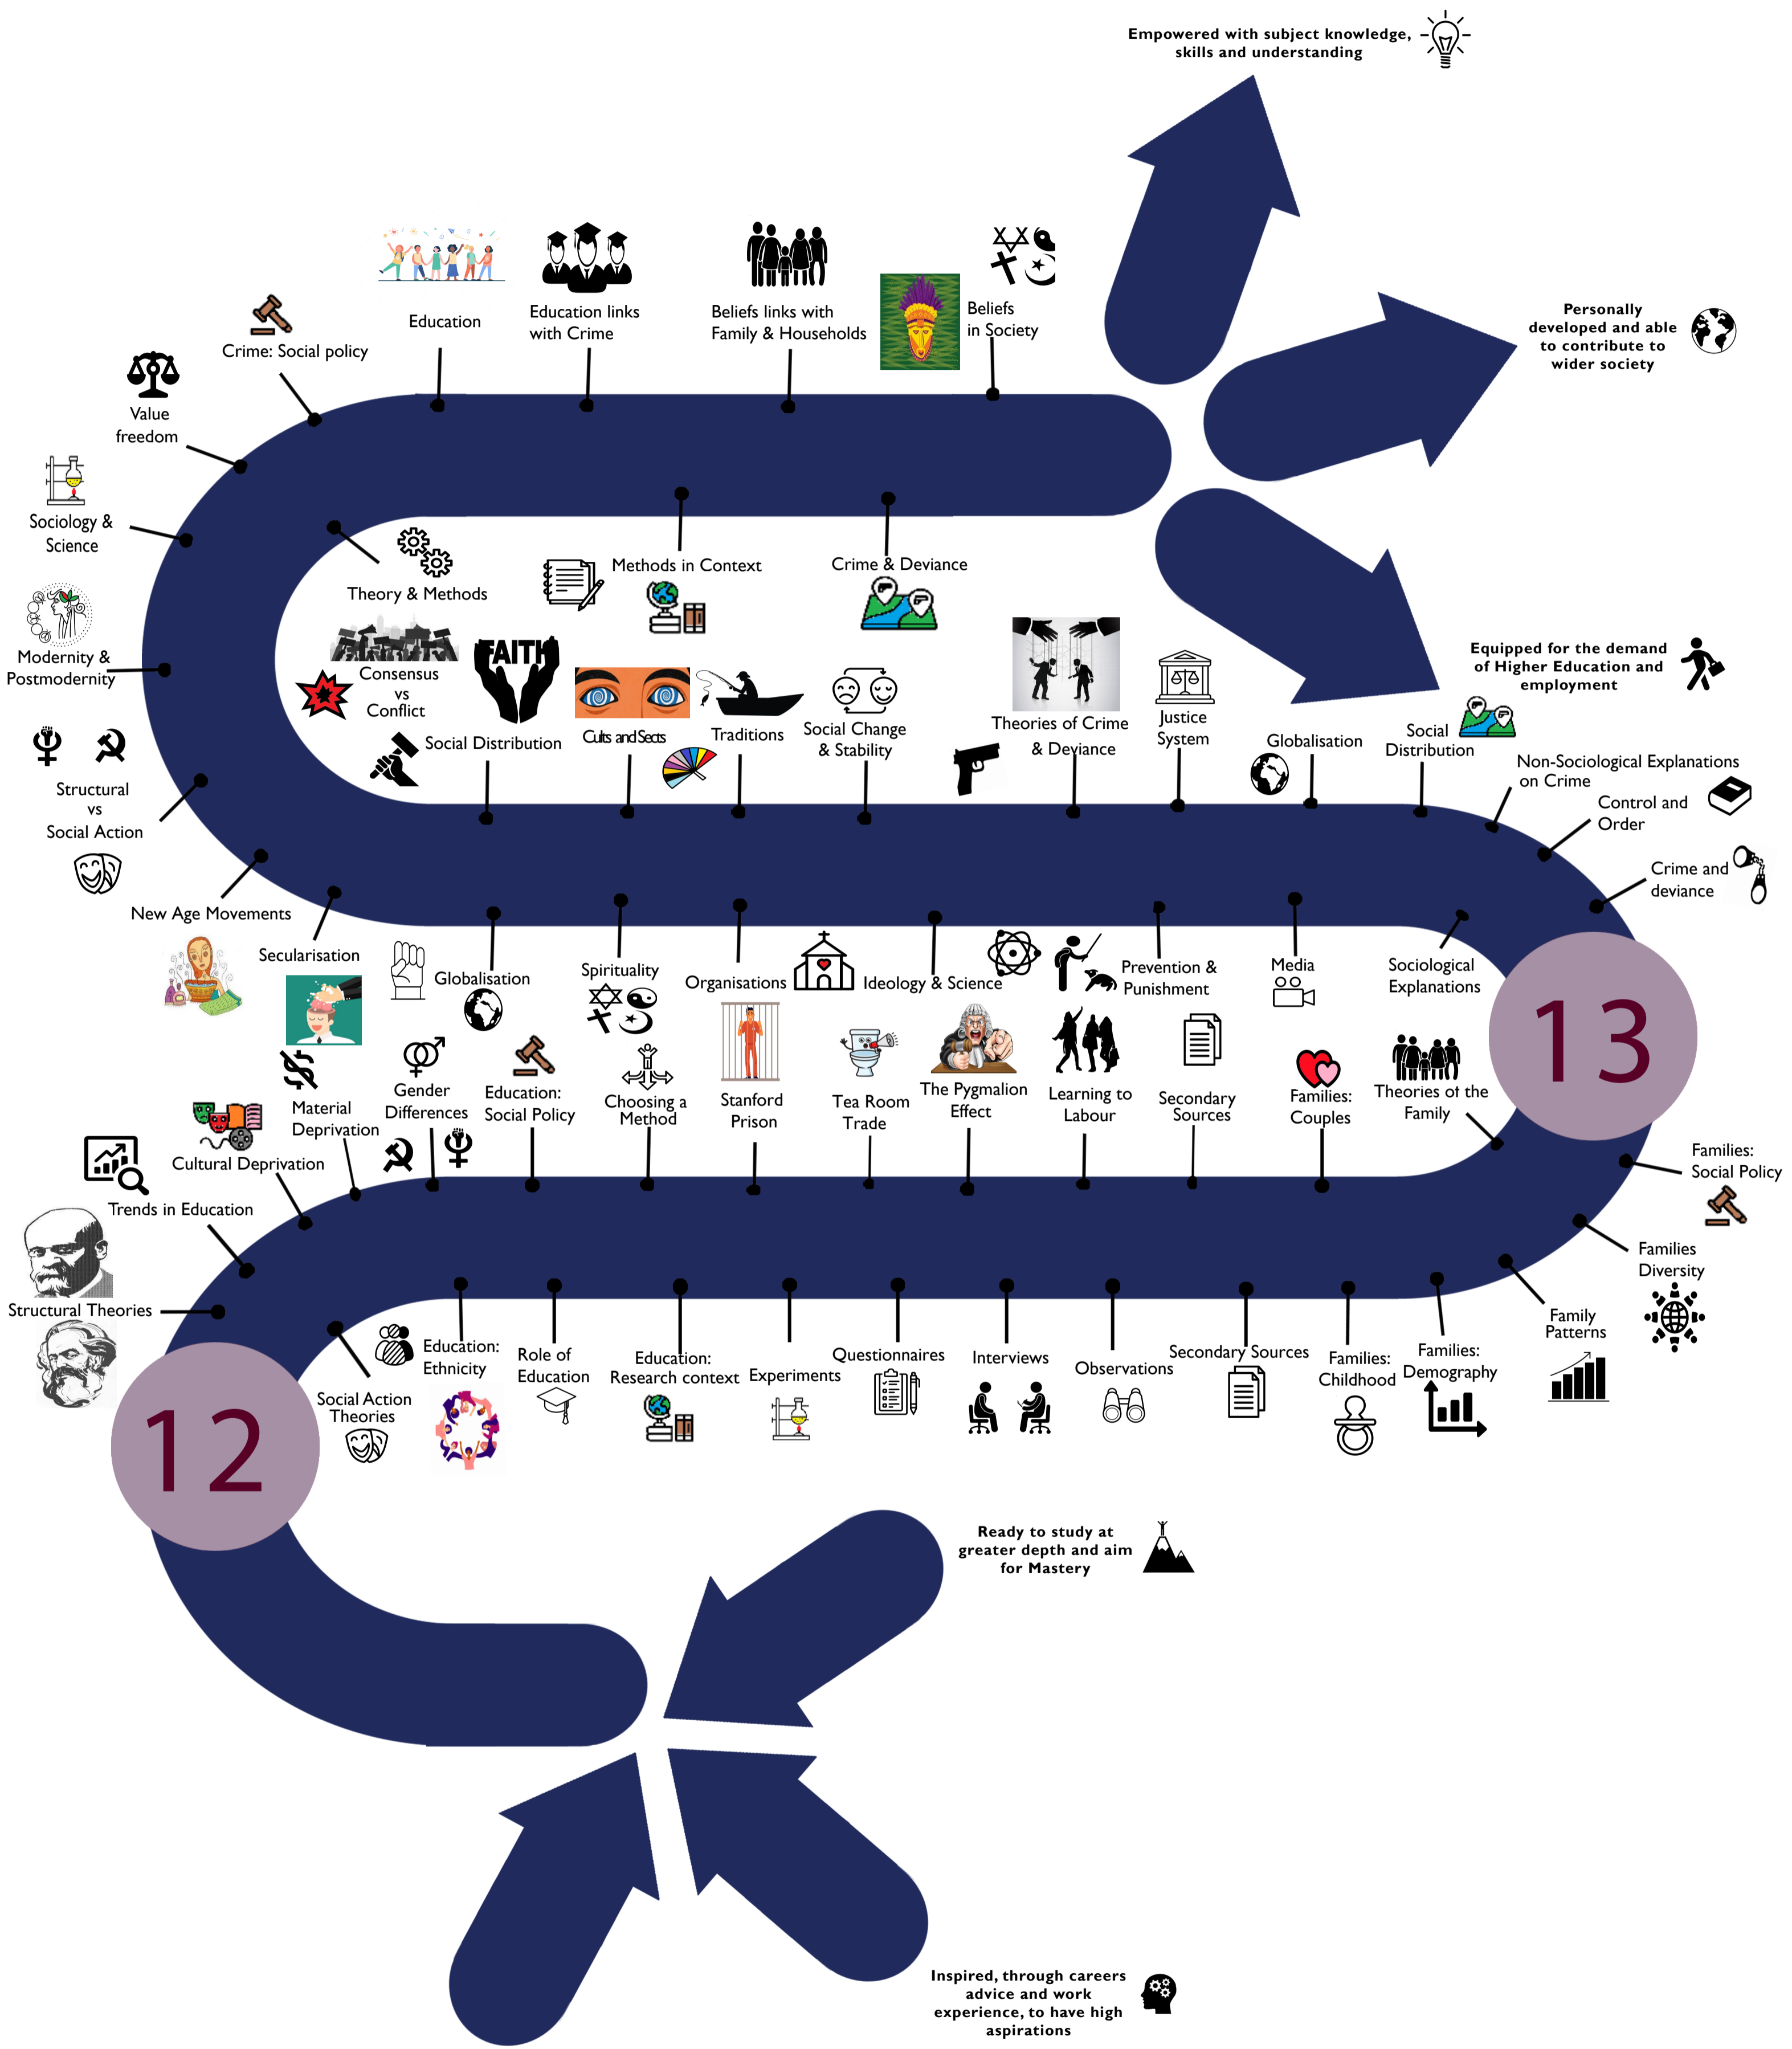 Empowered with subject knowledge,
skills and understanding
Personally
developed and able
to contribute to
wider society
Equipped for the demand
of Higher Education and
employment
Education
Education links
with Crime
Beliefs links with
Family & Households
Beliefs
in Society
Crime: Social policy
Value
freedom
Sociology &
Science
Modernity &
Postmodernity
Structural
vs
Social Action
New Age Movements
Secularisation
Theory & Methods
Methods in Context
Crime & Deviance
Consensus
vs
Conflict
FAITH
Social Distribution
Cults and Sects
Traditions
Social Change
& Stability
Theories of Crime
& Deviance
Justice
System
Globalisation
Social
Distribution
Non-Sociological Explanations
on Crime
Control and
Order
Crime and
deviance
Globalisation
Spirituality
Organisations
Ideology & Science
Prevention &
Punishment
Media
Sociological
Explanations
13
Trends in Education
Cultural Deprivation
Material
Deprivation
Gender
Differences
Education:
Social Policy
Choosing a
Method
Stanford
Prison
Tea Room
Trade
The Pygmalion
Effect
Learning to
Labour
Secondary
Sources
Families:
Couples
Theories of the
Family
Families:
Social Policy
Families
Diversity
Family
Patterns
Structural Theories
12
Social Action
Theories
Education:
Ethnicity
Role of
Education
Education:
Research context
Experiments
Questionnaires
Interviews
Observations
Secondary Sources
Families:
Childhood
Families:
Demography
Ready to study at
greater depth and aim
for Mastery
Inspired, through careers
advice and work
experience, to have high
aspirations